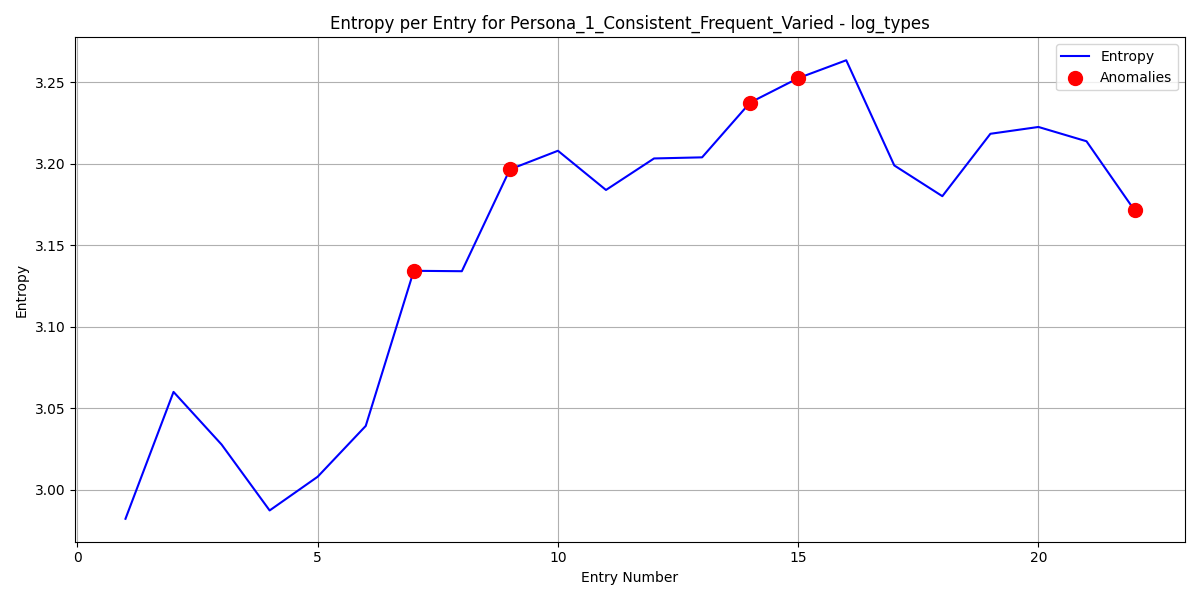 Entropy per Entry for Persona_1_Consistent_Frequent_Varied - log_types
Entropy
Anomalies
3.25
3.20
3.15
3.10
3.05
3.00
Entropy
0 5 10 15 20
Entry Number